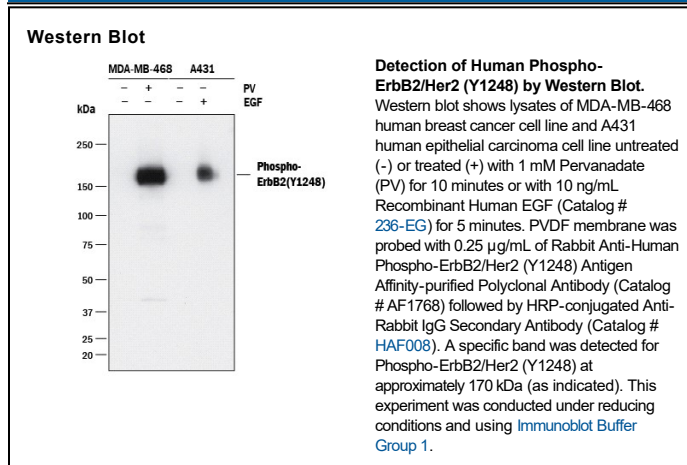 Western Blot
MDA-MB-468 A431
– + – – PV
– – – + EGF
kDa
250
150
100
75
50
37
25
20
Phospho-
ErbB2(Y1248)
Detection of Human Phospho-
ErbB2/Her2 (Y1248) by Western Blot.
Western blot shows lysates of MDA-MB-468
human breast cancer cell line and A431
human epithelial carcinoma cell line untreated
(-) or treated (+) with 1 mM Pervanadate
(PV) for 10 minutes or with 10 ng/mL
Recombinant Human EGF (Catalog #
236-EG) for 5 minutes. PVDF membrane was
probed with 0.25 µg/mL of Rabbit Anti-Human
Phospho-ErbB2/Her2 (Y1248) Antigen
Affinity-purified Polyclonal Antibody (Catalog
# AF1768) followed by HRP-conjugated Anti-
Rabbit IgG Secondary Antibody (Catalog #
HAF008). A specific band was detected for
Phospho-ErbB2/Her2 (Y1248) at
approximately 170 kDa (as indicated). This
experiment was conducted under reducing
conditions and using Immunoblot Buffer
Group 1.